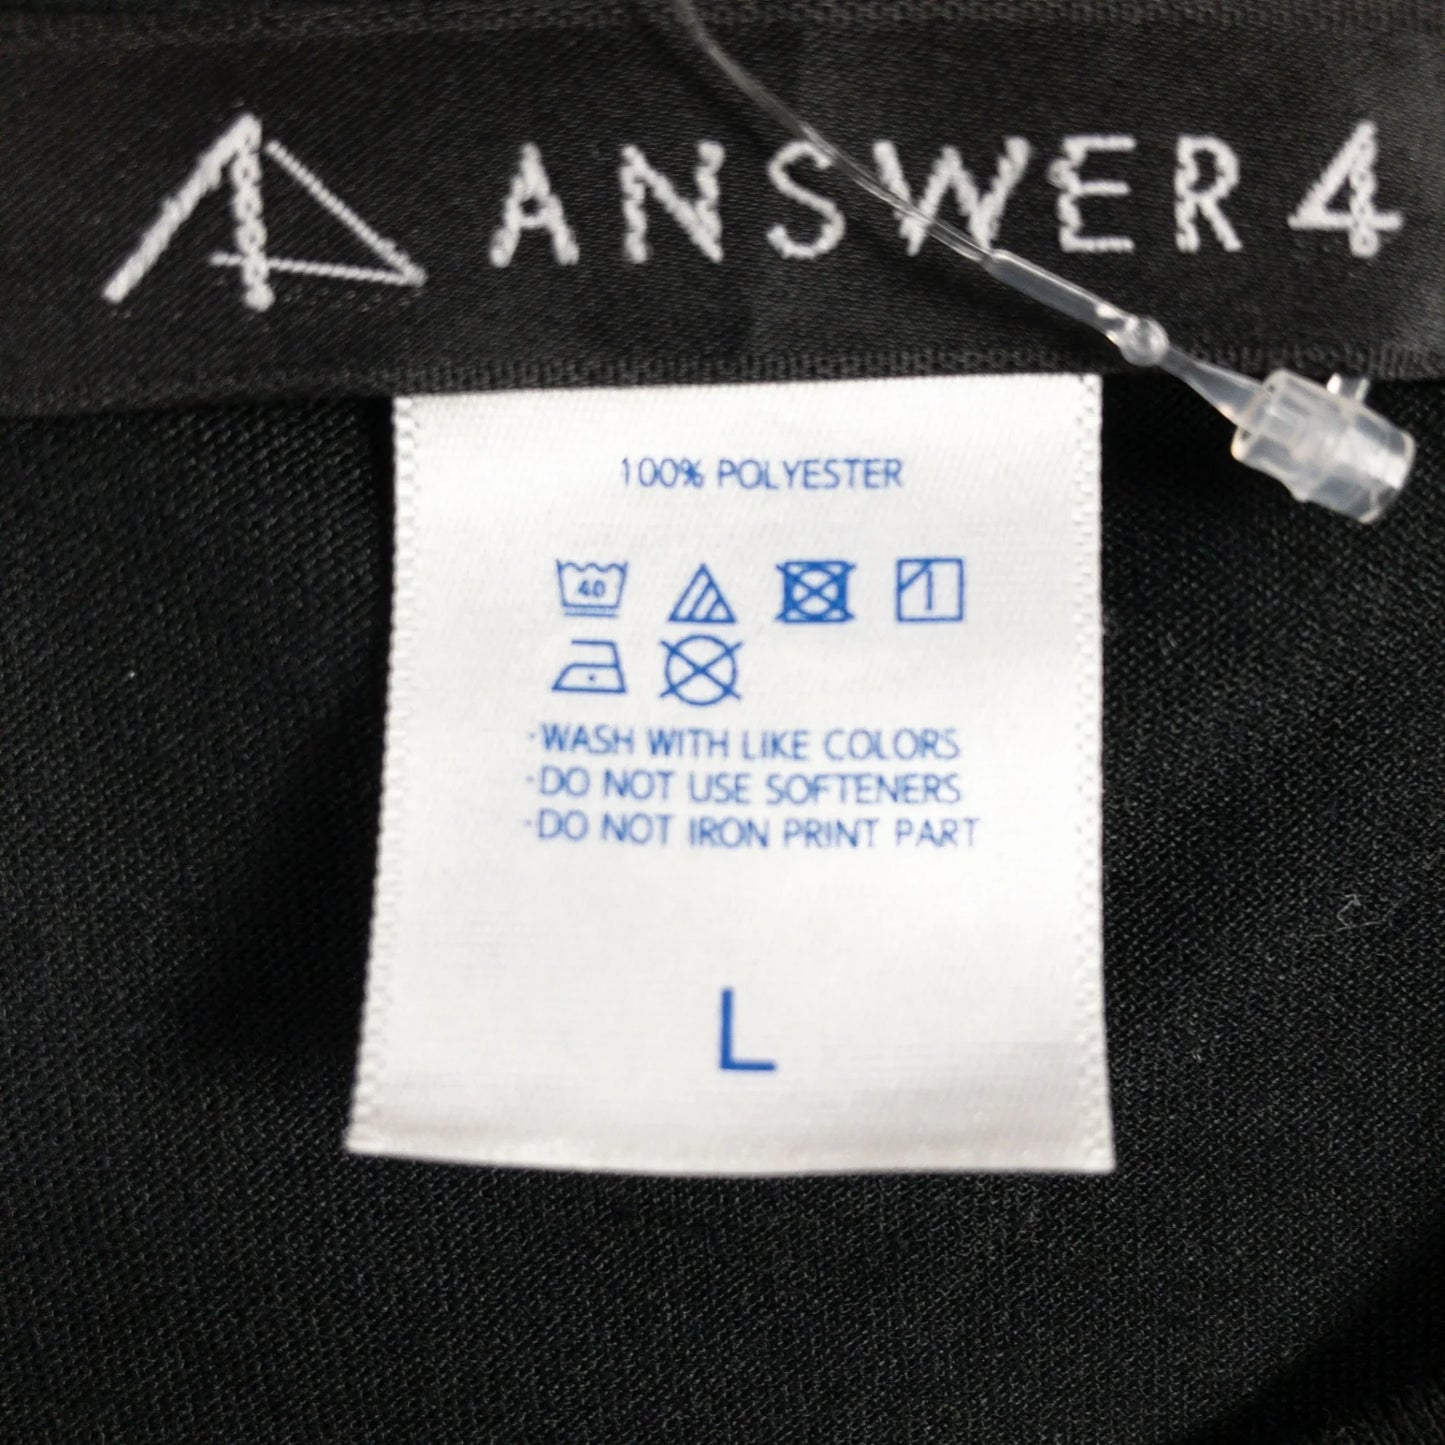 ANSWER4
100% POLYESTER
40
·WASH WITH LIKE COLORS
·DO NOT USE SOFTENERS
·DO NOT IRON PRINT PART
L